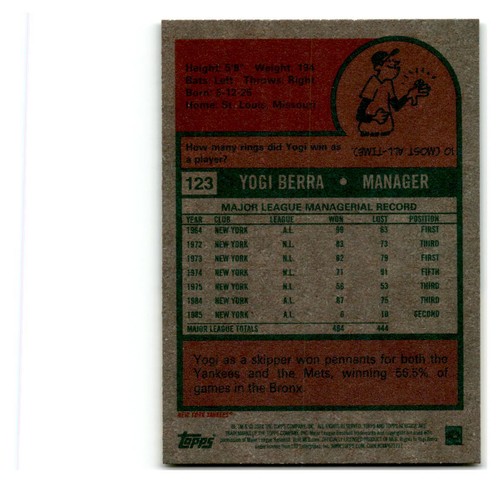 Height: 5'8" Weight: 194
Bats: Left Throws: Right
Born: 5-12-25
Home: St. Louis, Missouri
How many rings did Yogi win as
a player?
10 (MOST ALL-TIME).
123 YOGI BERRA • MANAGER
MAJOR LEAGUE MANAGERIAL RECORD
YEAR CLUB LEAGUE WON LOST POSITION
1964 NEW YORK A.L. 99 63 FIRST
1972 NEW YORK N.L. 83 73 THIRD
1973 NEW YORK N.L. 82 79 FIRST
1974 NEW YORK N.L. 71 91 FIFTH
1975 NEW YORK N.L. 56 53 THIRD
1984 NEW YORK A.L. 87 75 THIRD
1985 NEW YORK A.L. 6 10 SECOND
MAJOR LEAGUE TOTALS 484 444
Yogi as a skipper won pennants for both the
Yankees and the Mets, winning 56.5% of
games in the Bronx.
NEW YORK YANKEES®
Topps